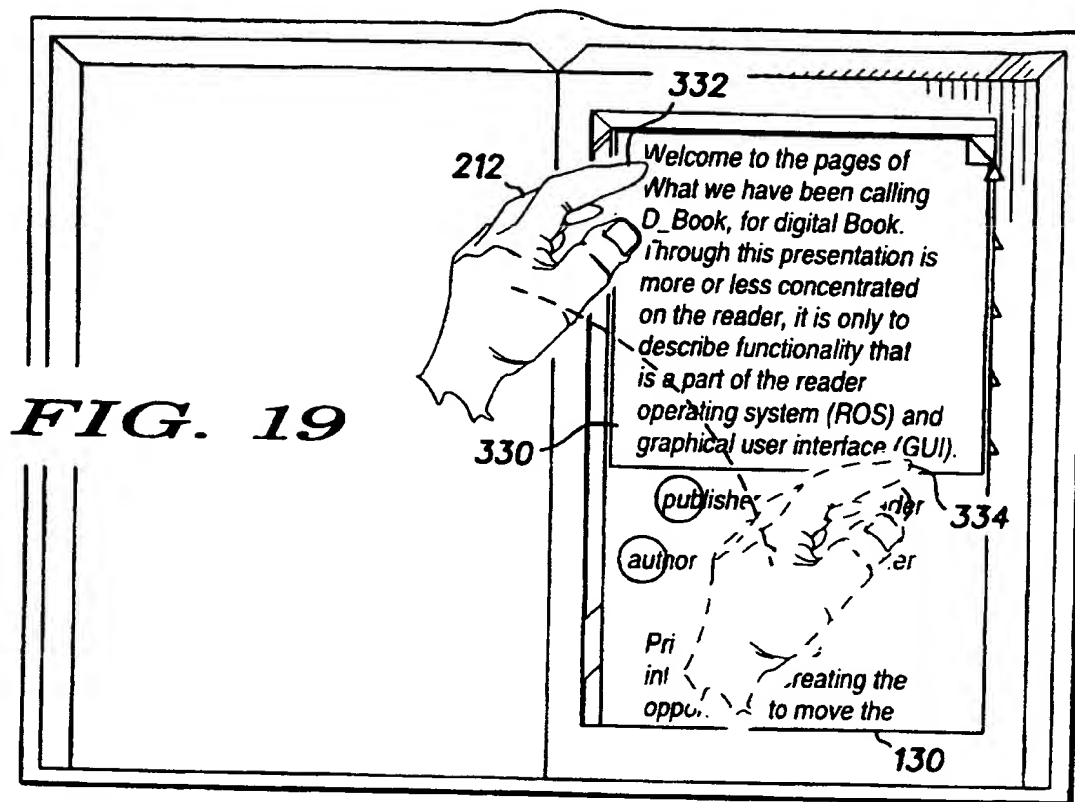 332
212
Welcome to the pages of
What we have been calling
D_Book, for digital Book.
Through this presentation is
more or less concentrated
on the reader, it is only to
describe functionality that
is a part of the reader
operating system (ROS) and
graphical user interface (GUI).
FIG. 19
330
334
author
creating the
to move the
130